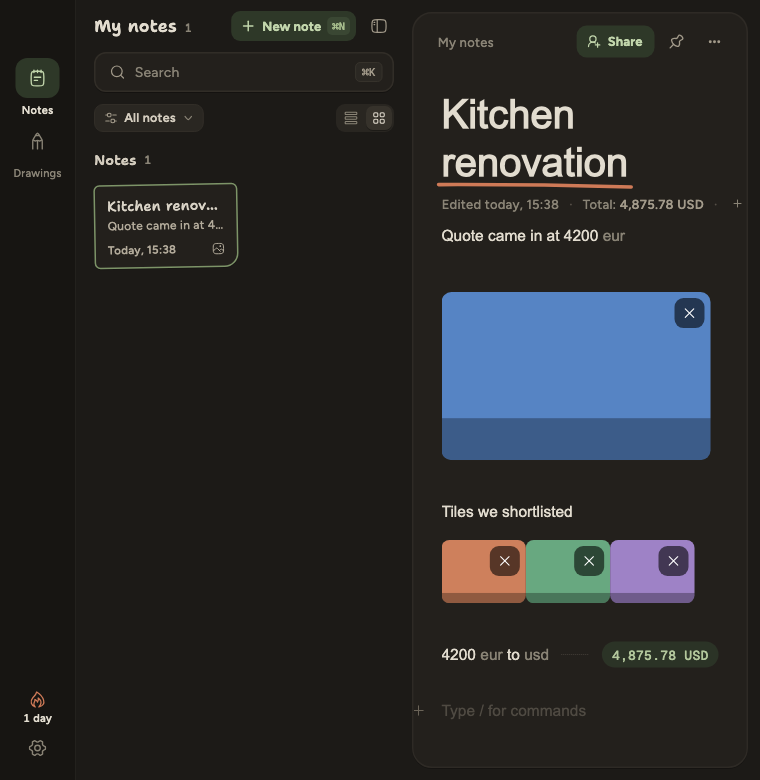 My notes 1
+ New note ⌘N
Search ⌘K
All notes
Notes 1
Kitchen renov...
Quote came in at 4...
Today, 15:38
Notes
Drawings
1 day
My notes
Share
Kitchen
renovation
Edited today, 15:38 · Total: 4,875.78 USD · +
Quote came in at 4200 eur
Tiles we shortlisted
4200 eur to usd 4,875.78 USD
+ Type / for commands